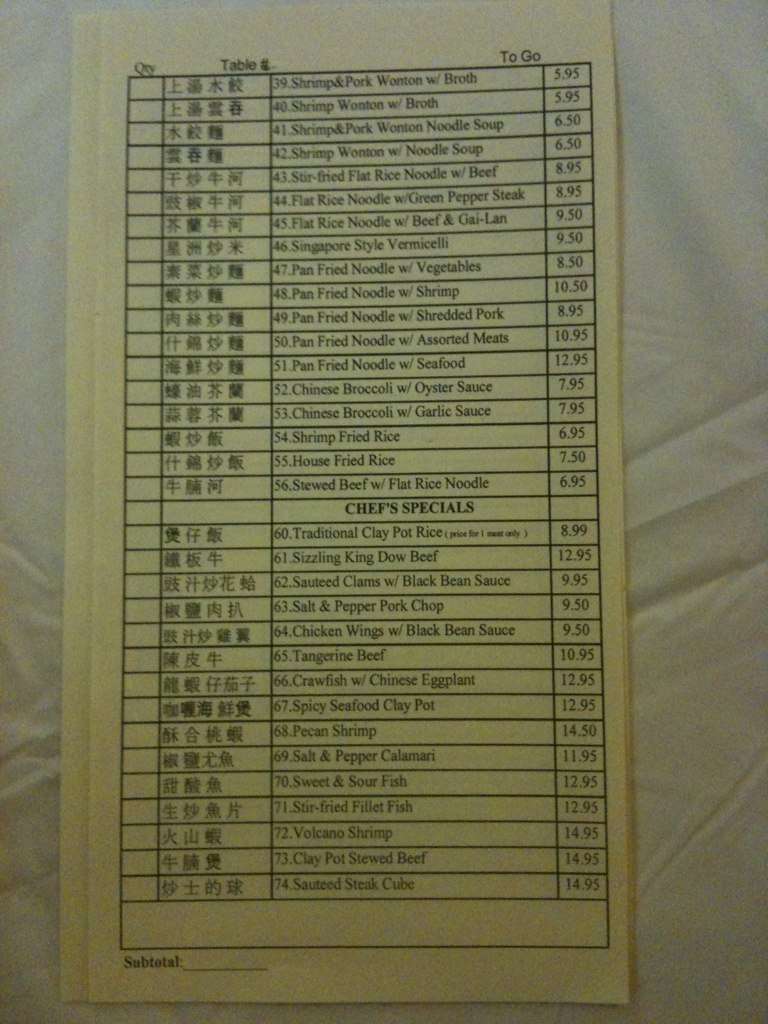 Qty Table # To Go
上湯水餃 39.Shrimp&Pork Wonton w/ Broth 5.95
上湯雲吞 40.Shrimp Wonton w/ Broth 5.95
水餃麵 41.Shrimp&Pork Wonton Noodle Soup 6.50
雲吞麵 42.Shrimp Wonton w/ Noodle Soup 6.50
干炒牛河 43.Stir-fried Flat Rice Noodle w/ Beef 8.95
豉椒牛河 44.Flat Rice Noodle w/Green Pepper Steak 8.95
芥蘭牛河 45.Flat Rice Noodle w/ Beef & Gai-Lan 9.50
星洲炒米 46.Singapore Style Vermicelli 9.50
素菜炒麵 47.Pan Fried Noodle w/ Vegetables 8.50
蝦炒麵 48.Pan Fried Noodle w/ Shrimp 10.50
肉絲炒麵 49.Pan Fried Noodle w/ Shredded Pork 8.95
什錦炒麵 50.Pan Fried Noodle w/ Assorted Meats 10.95
海鮮炒麵 51.Pan Fried Noodle w/ Seafood 12.95
蠔油芥蘭 52.Chinese Broccoli w/ Oyster Sauce 7.95
蒜蓉芥蘭 53.Chinese Broccoli w/ Garlic Sauce 7.95
蝦炒飯 54.Shrimp Fried Rice 6.95
什錦炒飯 55.House Fried Rice 7.50
牛腩河 56.Stewed Beef w/ Flat Rice Noodle 6.95
CHEF'S SPECIALS
煲仔飯 60.Traditional Clay Pot Rice ( price for 1 meat only ) 8.99
鐵板牛 61.Sizzling King Dow Beef 12.95
豉汁炒花蛤 62.Sauteed Clams w/ Black Bean Sauce 9.95
椒鹽肉扒 63.Salt & Pepper Pork Chop 9.50
豉汁炒雞翼 64.Chicken Wings w/ Black Bean Sauce 9.50
陳皮牛 65.Tangerine Beef 10.95
龍蝦仔茄子 66.Crawfish w/ Chinese Eggplant 12.95
咖喱海鮮煲 67.Spicy Seafood Clay Pot 12.95
酥合桃蝦 68.Pecan Shrimp 14.50
椒鹽尤魚 69.Salt & Pepper Calamari 11.95
甜酸魚 70.Sweet & Sour Fish 12.95
生炒魚片 71.Stir-fried Fillet Fish 12.95
火山蝦 72.Volcano Shrimp 14.95
牛腩煲 73.Clay Pot Stewed Beef 14.95
炒士的球 74.Sauteed Steak Cube 14.95
Subtotal: